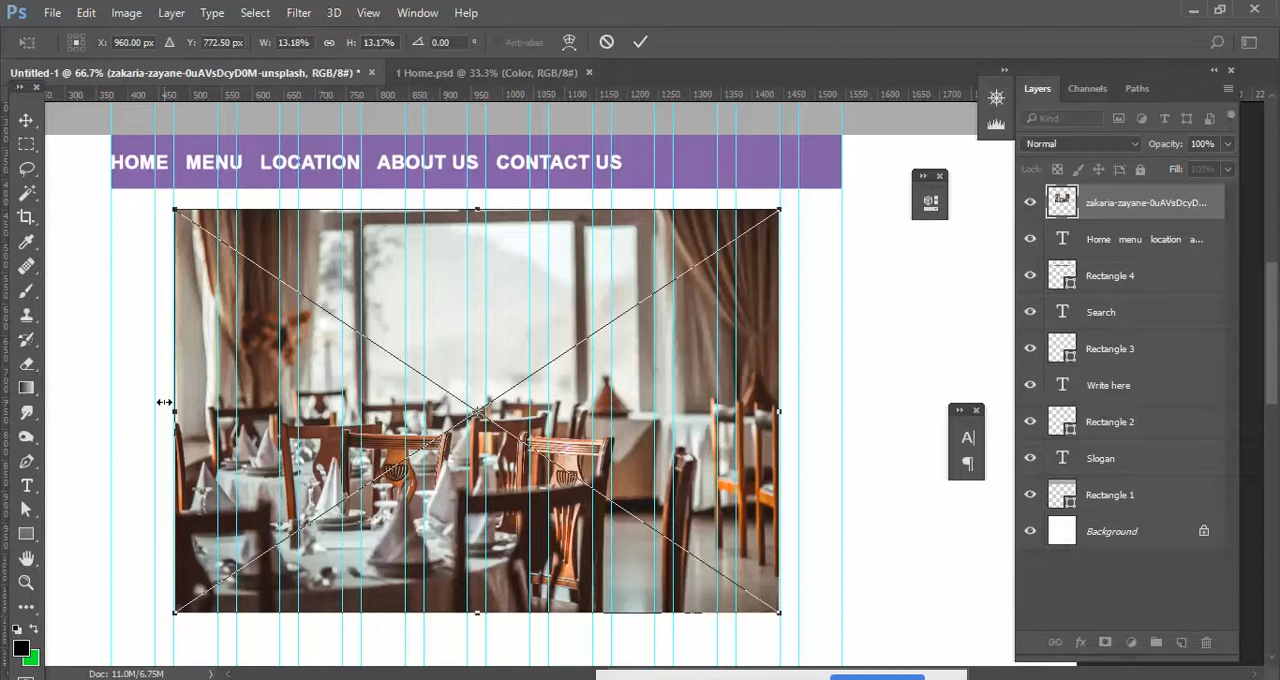 Ps File Edit Image Layer Type Select Filter 3D View Window Help
X: 960.00 px Y: 772.50 px W: 13.18% H: 13.17% 0.00 ° Anti-alias
Untitled-1 @ 66.7% (zakaria-zayane-0uAVsDcyD0M-unsplash, RGB/8#) * × 1 Home.psd @ 33.3% (Color, RGB/8#) ×
350 400 450 500 550 600 650 700 750 800 850 900 950 1000 1050 1100 1150 1200 1250 1300 1350 1400 1450 1500 1550 1600 1650 1700
HOME MENU LOCATION ABOUT US CONTACT US
Layers Channels Paths
Kind
Normal Opacity: 100%
Lock: Fill: 100%
zakaria-zayane-0uAVsDcyD...
Home menu location a...
Rectangle 4
Search
Rectangle 3
Write here
Rectangle 2
Slogan
Rectangle 1
Background
Doc: 11.0M/6.75M